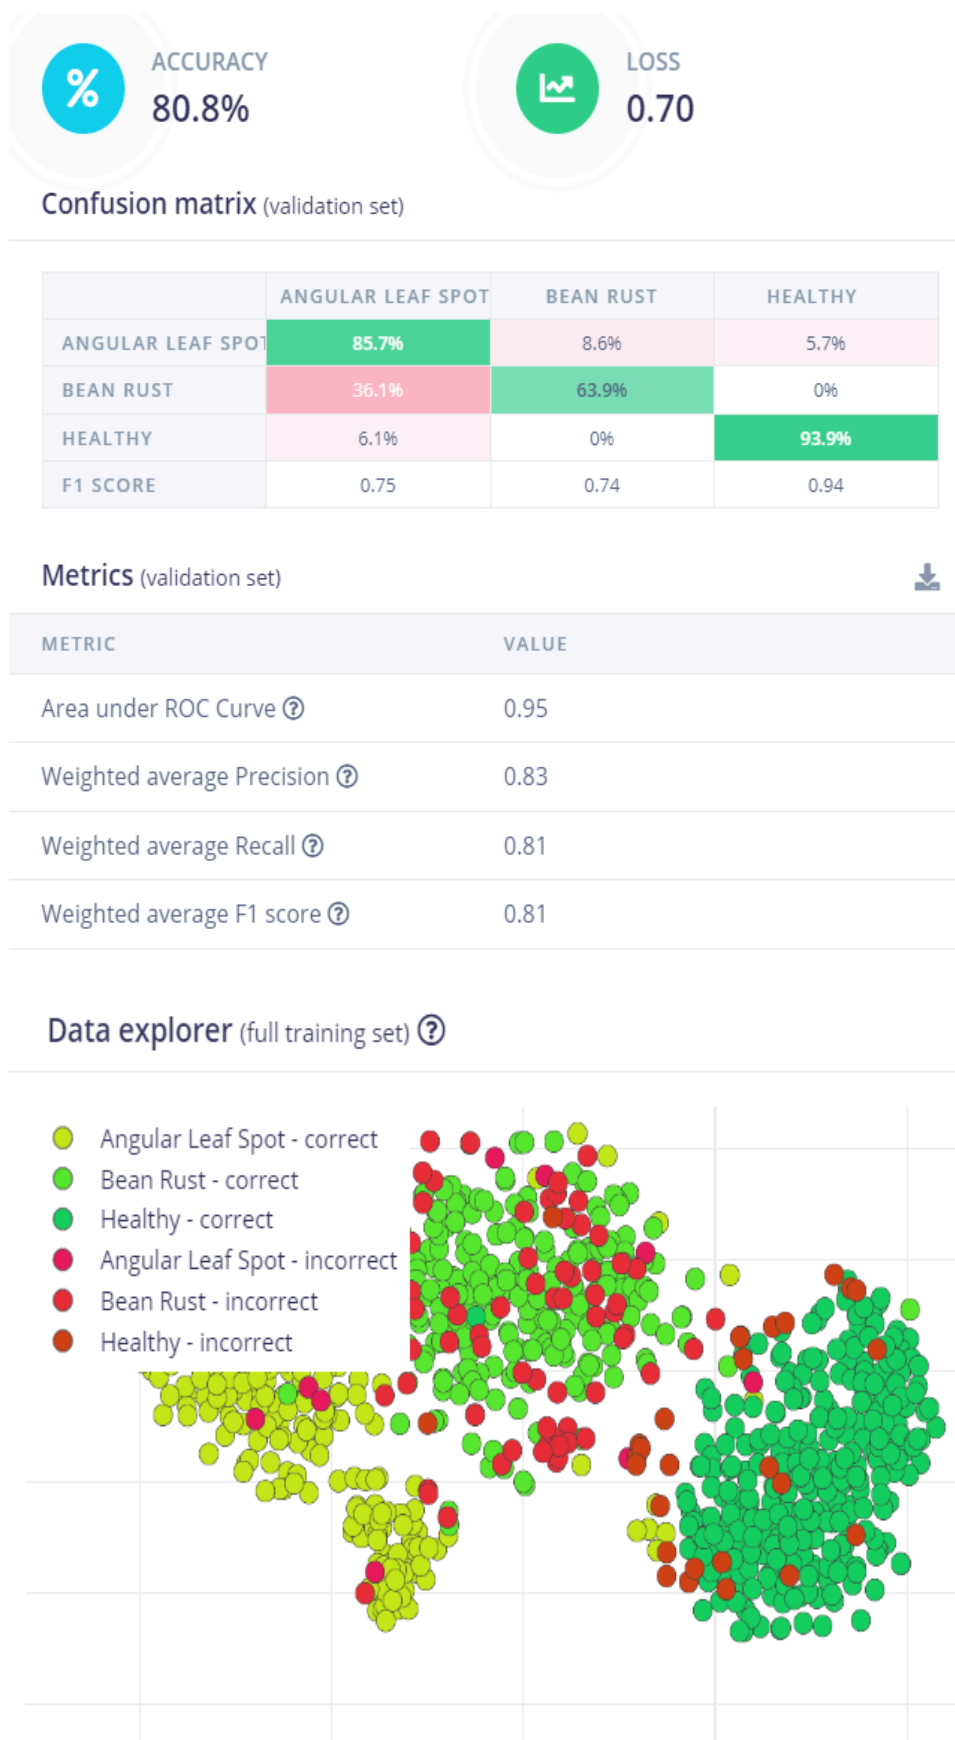 ACCURACY
80.8%
LOSS
0.70
Confusion matrix (validation set)
ANGULAR LEAF SPOT BEAN RUST HEALTHY
ANGULAR LEAF SPOT 85.7% 8.6% 5.7%
BEAN RUST 36.1% 63.9% 0%
HEALTHY 6.1% 0% 93.9%
F1 SCORE 0.75 0.74 0.94
Metrics (validation set)
METRIC VALUE
Area under ROC Curve ? 0.95
Weighted average Precision ? 0.83
Weighted average Recall ? 0.81
Weighted average F1 score ? 0.81
Data explorer (full training set) ?
Angular Leaf Spot - correct
Bean Rust - correct
Healthy - correct
Angular Leaf Spot - incorrect
Bean Rust - incorrect
Healthy - incorrect